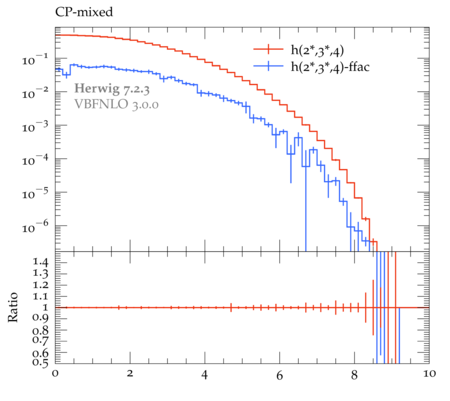 CP-mixed
h(2*,3*,4)
h(2*,3*,4)-ffac
Herwig 7.2.3
VBFNLO 3.0.0
10⁻¹
10⁻²
10⁻³
10⁻⁴
10⁻⁵
10⁻⁶
Ratio
1.4
1.3
1.2
1.1
1
0.9
0.8
0.7
0.6
0.5
0 2 4 6 8 10